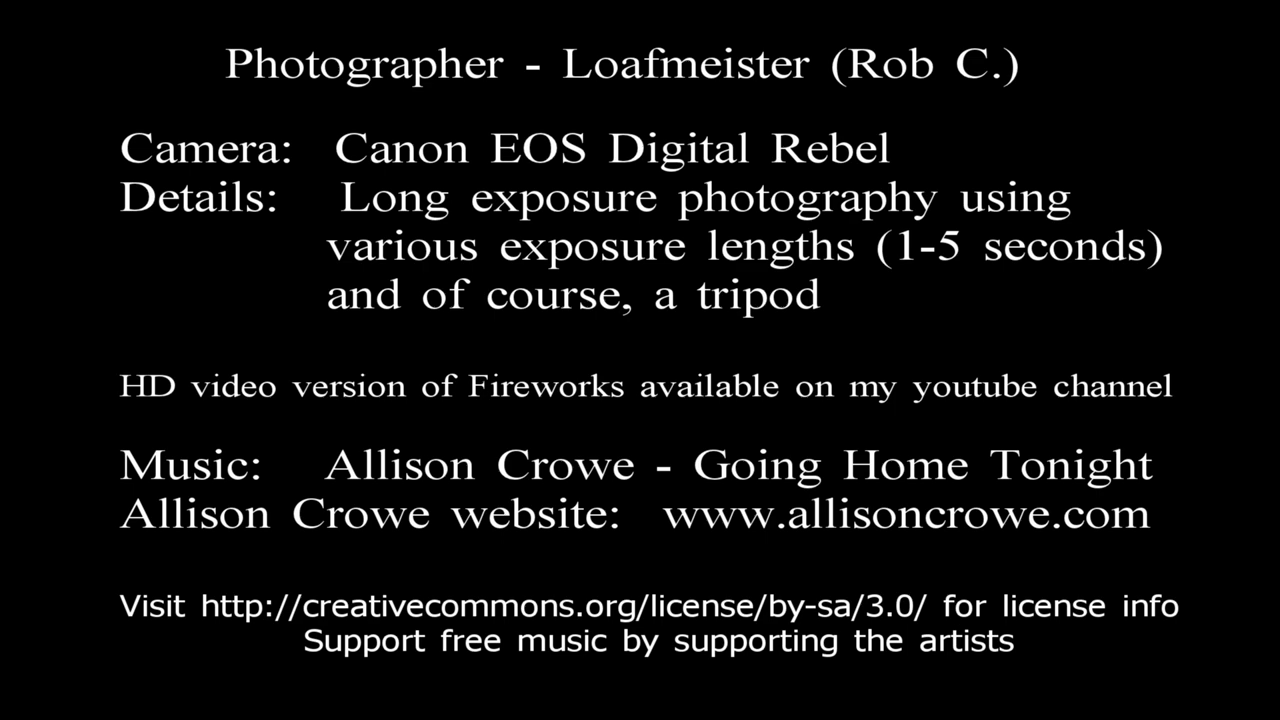 Photographer - Loafmeister (Rob C.)
Camera: Canon EOS Digital Rebel
Details: Long exposure photography using
various exposure lengths (1-5 seconds)
and of course, a tripod
HD video version of Fireworks available on my youtube channel
Music: Allison Crowe - Going Home Tonight
Allison Crowe website: www.allisoncrowe.com
Visit http://creativecommons.org/license/by-sa/3.0/ for license info
Support free music by supporting the artists